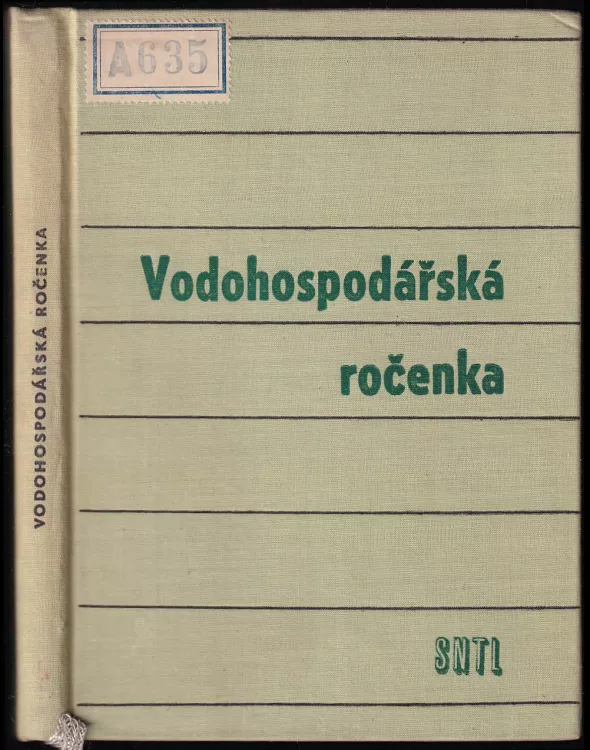 A635
Vodohospodářská
ročenka
SNTL
VODOHOSPODÁŘSKÁ ROČENKA